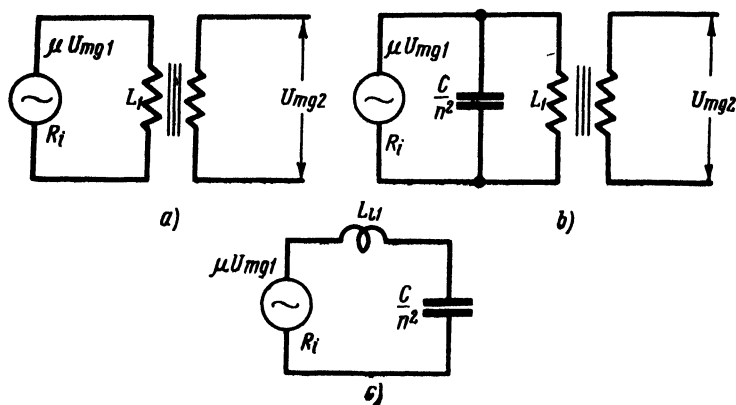 μUmg1
L1
Ri
Umg2
a)
μUmg1
C/n²
L1
Ri
Umg2
b)
Ll1
μUmg1
C/n²
Ri
c)